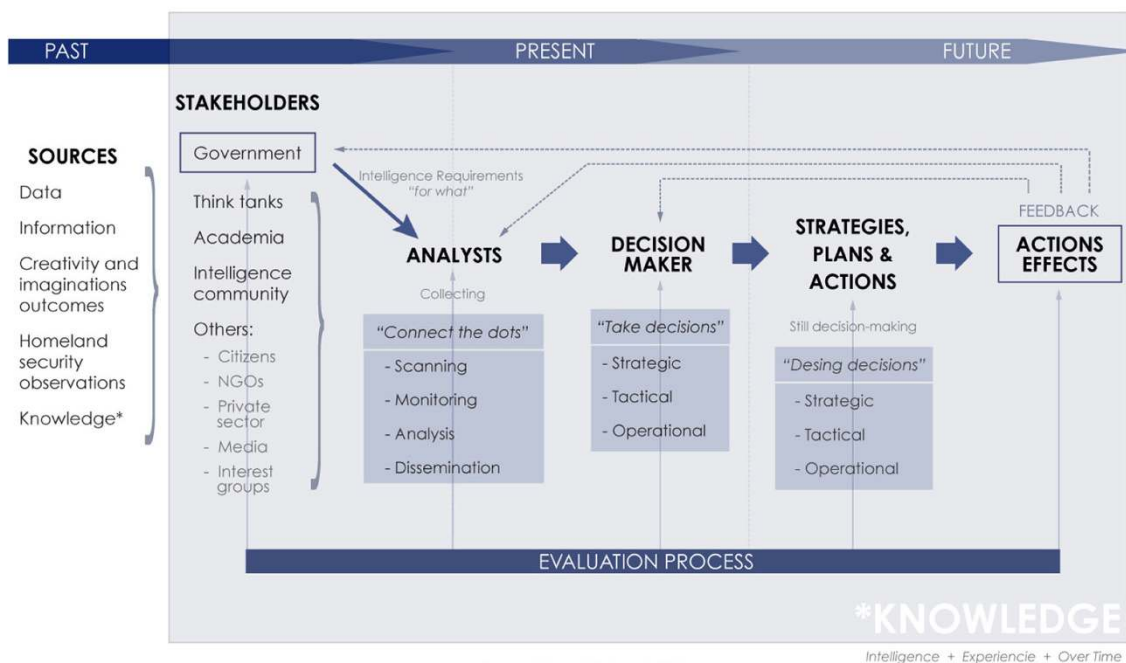 PAST
PRESENT
FUTURE
STAKEHOLDERS
SOURCES
Data
Information
Creativity and
imaginations
outcomes
Homeland
security
observations
Knowledge*
Government
Think tanks
Academia
Intelligence
community
Others:
- Citizens
- NGOs
- Private
sector
- Media
- Interest
groups
Intelligence Requirements
"for what"
ANALYSTS
Collecting
"Connect the dots"
- Scanning
- Monitoring
- Analysis
- Dissemination
DECISION
MAKER
"Take decisions"
- Strategic
- Tactical
- Operational
STRATEGIES,
PLANS &
ACTIONS
Still decision-making
"Desing decisions"
- Strategic
- Tactical
- Operational
FEEDBACK
ACTIONS
EFFECTS
EVALUATION PROCESS
*KNOWLEDGE
Intelligence + Experiencie + Over Time